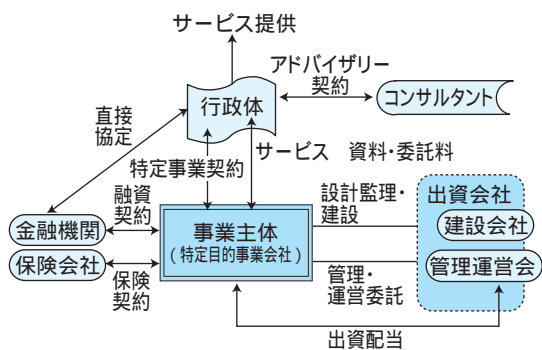 サービス提供
アドバイザリー
契約
行政体
コンサルタント
直接
協定
特定事業契約
サービス
資料・委託料
融資
契約
設計監理・
建設
出資会社
金融機関
事業主体
(特定目的事業会社)
建設会社
保険会社
管理運営会
保険
契約
管理・
運営委託
出資配当